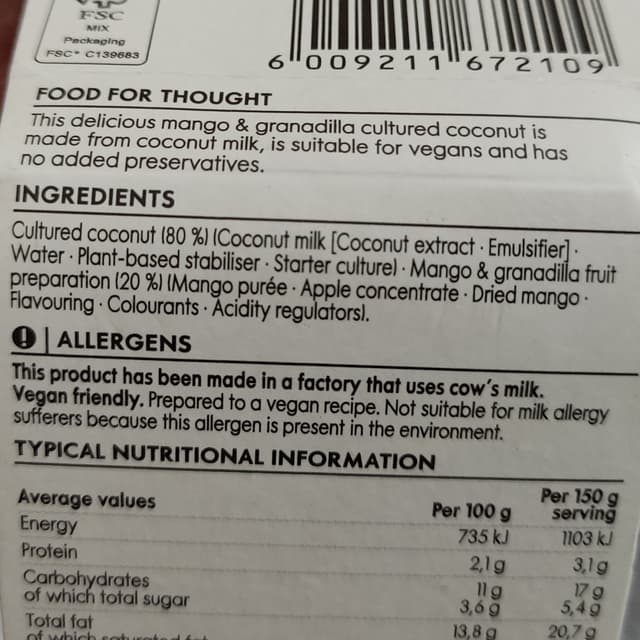 FSC
MIX
Packaging
FSC® C139683
6 009211 672109
FOOD FOR THOUGHT
This delicious mango & granadilla cultured coconut is
made from coconut milk, is suitable for vegans and has
no added preservatives.
INGREDIENTS
Cultured coconut (80 %) (Coconut milk [Coconut extract · Emulsifier] ·
Water · Plant-based stabiliser · Starter culture) · Mango & granadilla fruit
preparation (20 %) (Mango purée · Apple concentrate · Dried mango ·
Flavouring · Colourants · Acidity regulators).
ALLERGENS
This product has been made in a factory that uses cow's milk.
Vegan friendly. Prepared to a vegan recipe. Not suitable for milk allergy
sufferers because this allergen is present in the environment.
TYPICAL NUTRITIONAL INFORMATION
Average values Per 100 g Per 150 g serving
Energy 735 kJ 1103 kJ
Protein 2,1 g 3,1 g
Carbohydrates 11 g 17 g
of which total sugar 3,6 g 5,4 g
Total fat 13,8 g 20,7 g
of which saturated fat